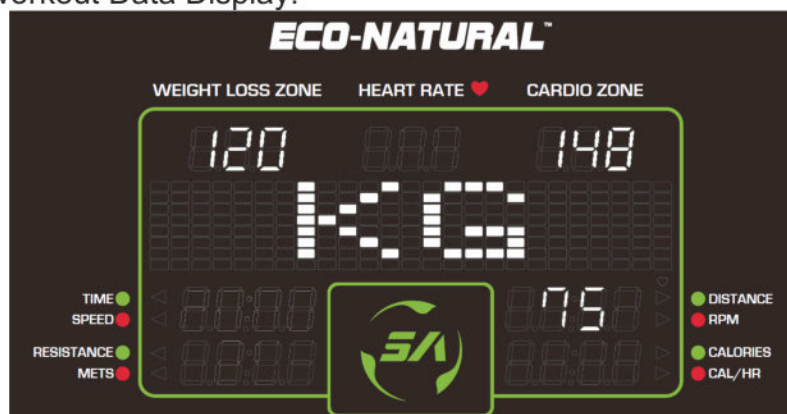 Workout Data Display:
ECO-NATURAL™
WEIGHT LOSS ZONE HEART RATE CARDIO ZONE
120 148
KG
TIME DISTANCE
SPEED 75 RPM
SA
RESISTANCE CALORIES
METS CAL/HR